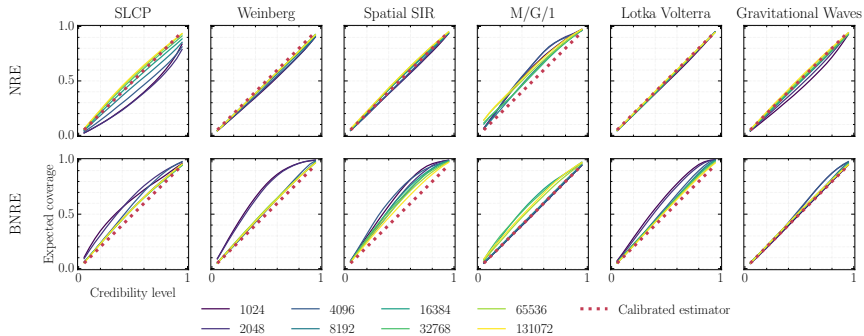 SLCP Weinberg Spatial SIR M/G/1 Lotka Volterra Gravitational Waves
NRE
1.0
0.5
0.0
BNRE
Expected coverage
1.0
0.5
0.0
0 1 0 1 0 1 0 1 0 1 0 1
Credibility level
1024 4096 16384 65536 Calibrated estimator
2048 8192 32768 131072